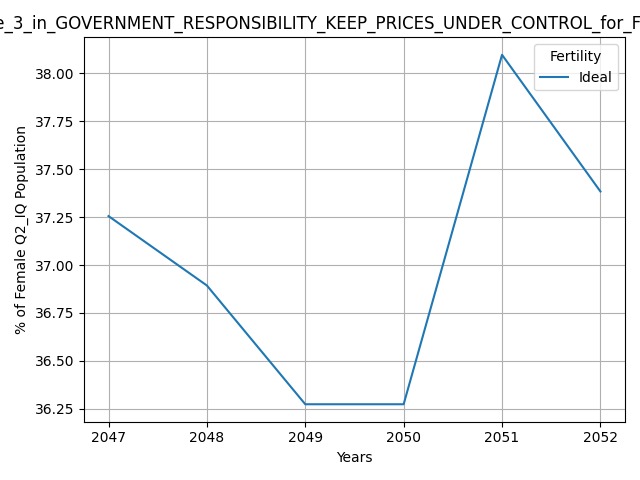 e_3_in_GOVERNMENT_RESPONSIBILITY_KEEP_PRICES_UNDER_CONTROL_for_F
Fertility
Ideal
% of Female Q2_IQ Population
38.00
37.75
37.50
37.25
37.00
36.75
36.50
36.25
2047 2048 2049 2050 2051 2052
Years